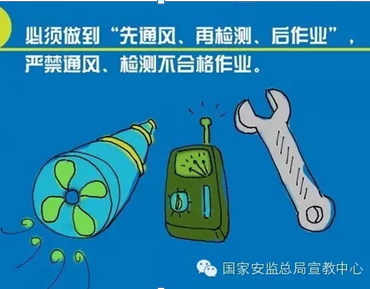 必须做到“先通风、再检测、后作业”，
严禁通风、检测不合格作业。
国家安监总局宣教中心